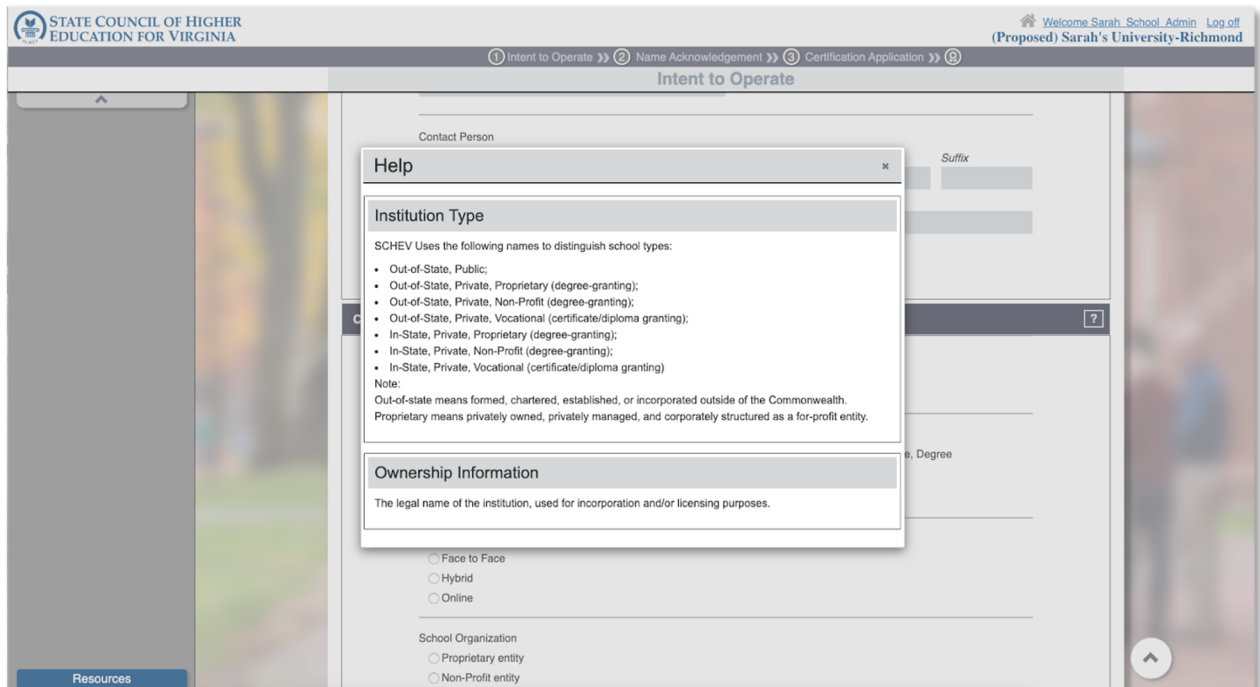 STATE COUNCIL OF HIGHER
EDUCATION FOR VIRGINIA
Welcome Sarah School Admin Log off
(Proposed) Sarah's University-Richmond
1 Intent to Operate 2 Name Acknowledgement 3 Certification Application
Intent to Operate
Contact Person
Suffix
Help
×
Institution Type
SCHEV Uses the following names to distinguish school types:
• Out-of-State, Public;
• Out-of-State, Private, Proprietary (degree-granting);
• Out-of-State, Private, Non-Profit (degree-granting);
• Out-of-State, Private, Vocational (certificate/diploma granting);
• In-State, Private, Proprietary (degree-granting);
• In-State, Private, Non-Profit (degree-granting);
• In-State, Private, Vocational (certificate/diploma granting)
Note:
Out-of-state means formed, chartered, established, or incorporated outside of the Commonwealth.
Proprietary means privately owned, privately managed, and corporately structured as a for-profit entity.
?
e, Degree
Ownership Information
The legal name of the institution, used for incorporation and/or licensing purposes.
Face to Face
Hybrid
Online
School Organization
Proprietary entity
Non-Profit entity
Resources